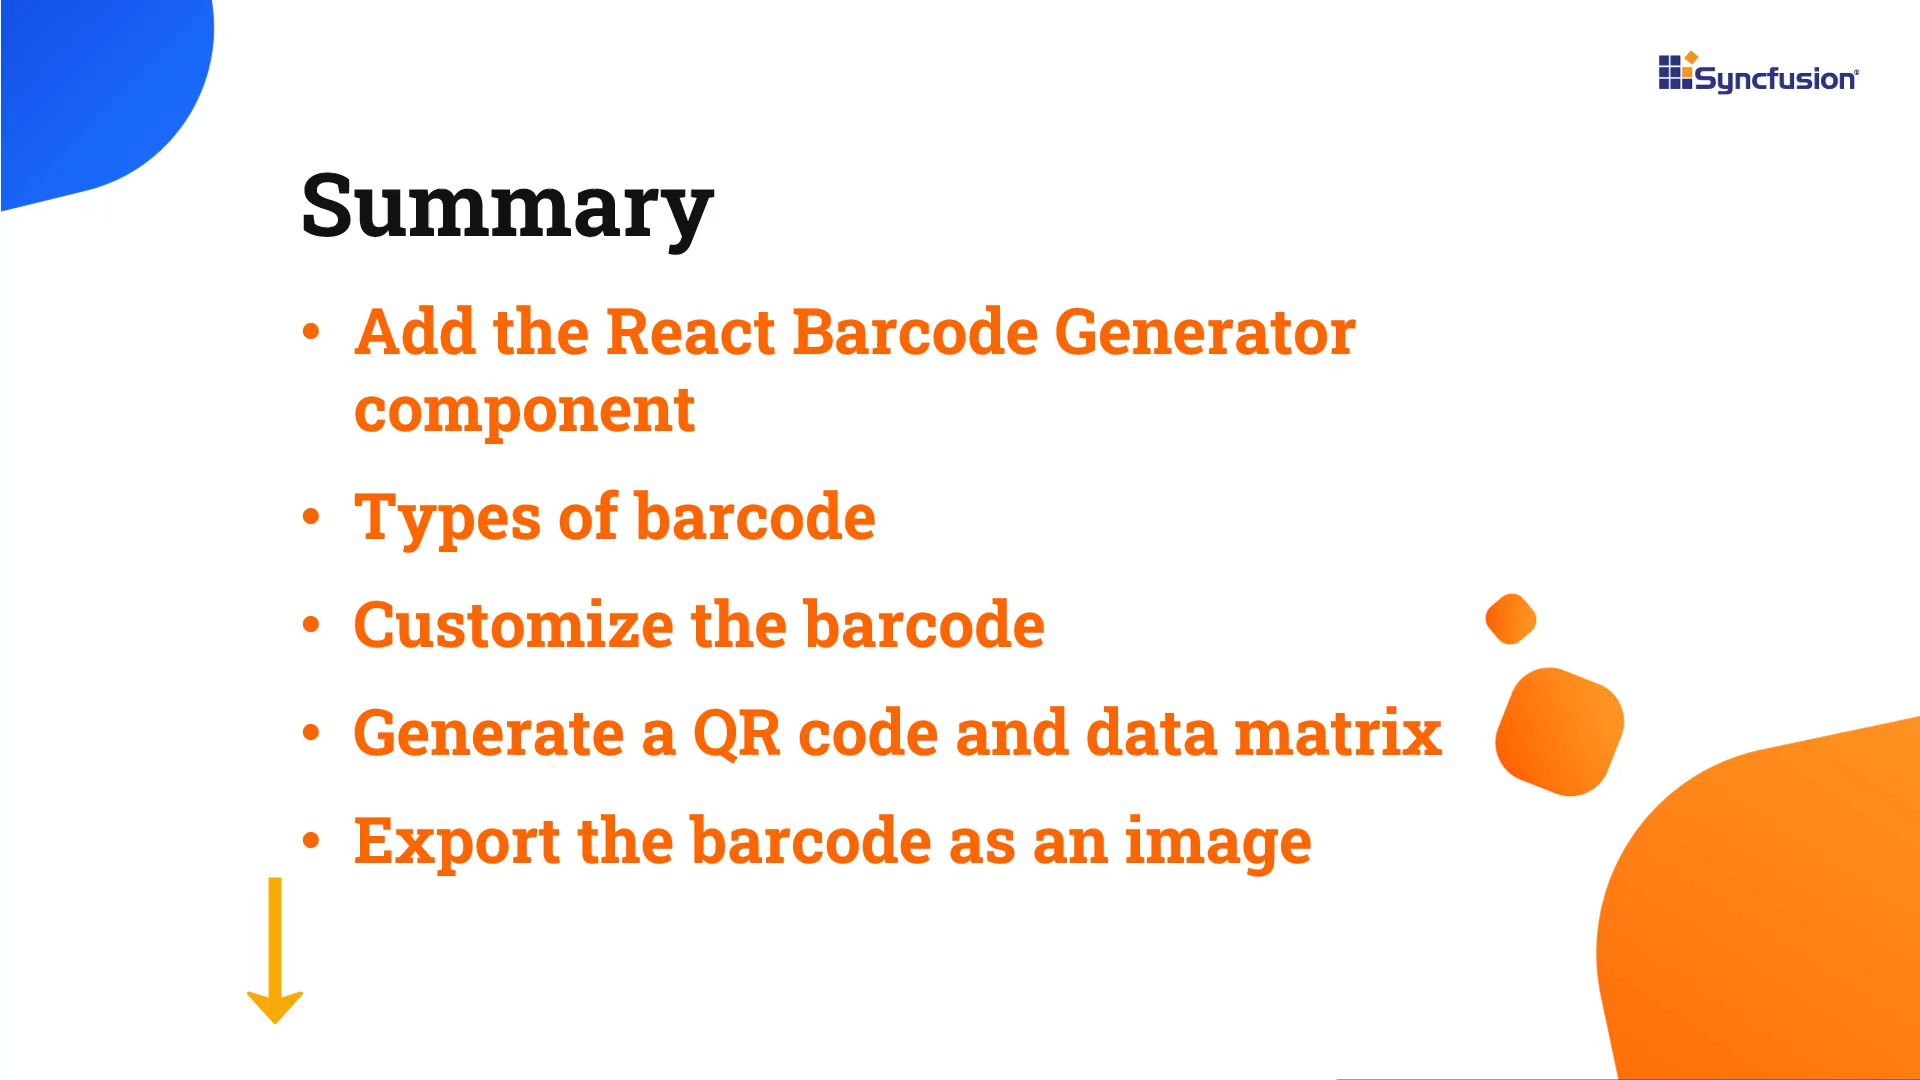 Syncfusion®
Summary
• Add the React Barcode Generator
component
• Types of barcode
• Customize the barcode
• Generate a QR code and data matrix
• Export the barcode as an image